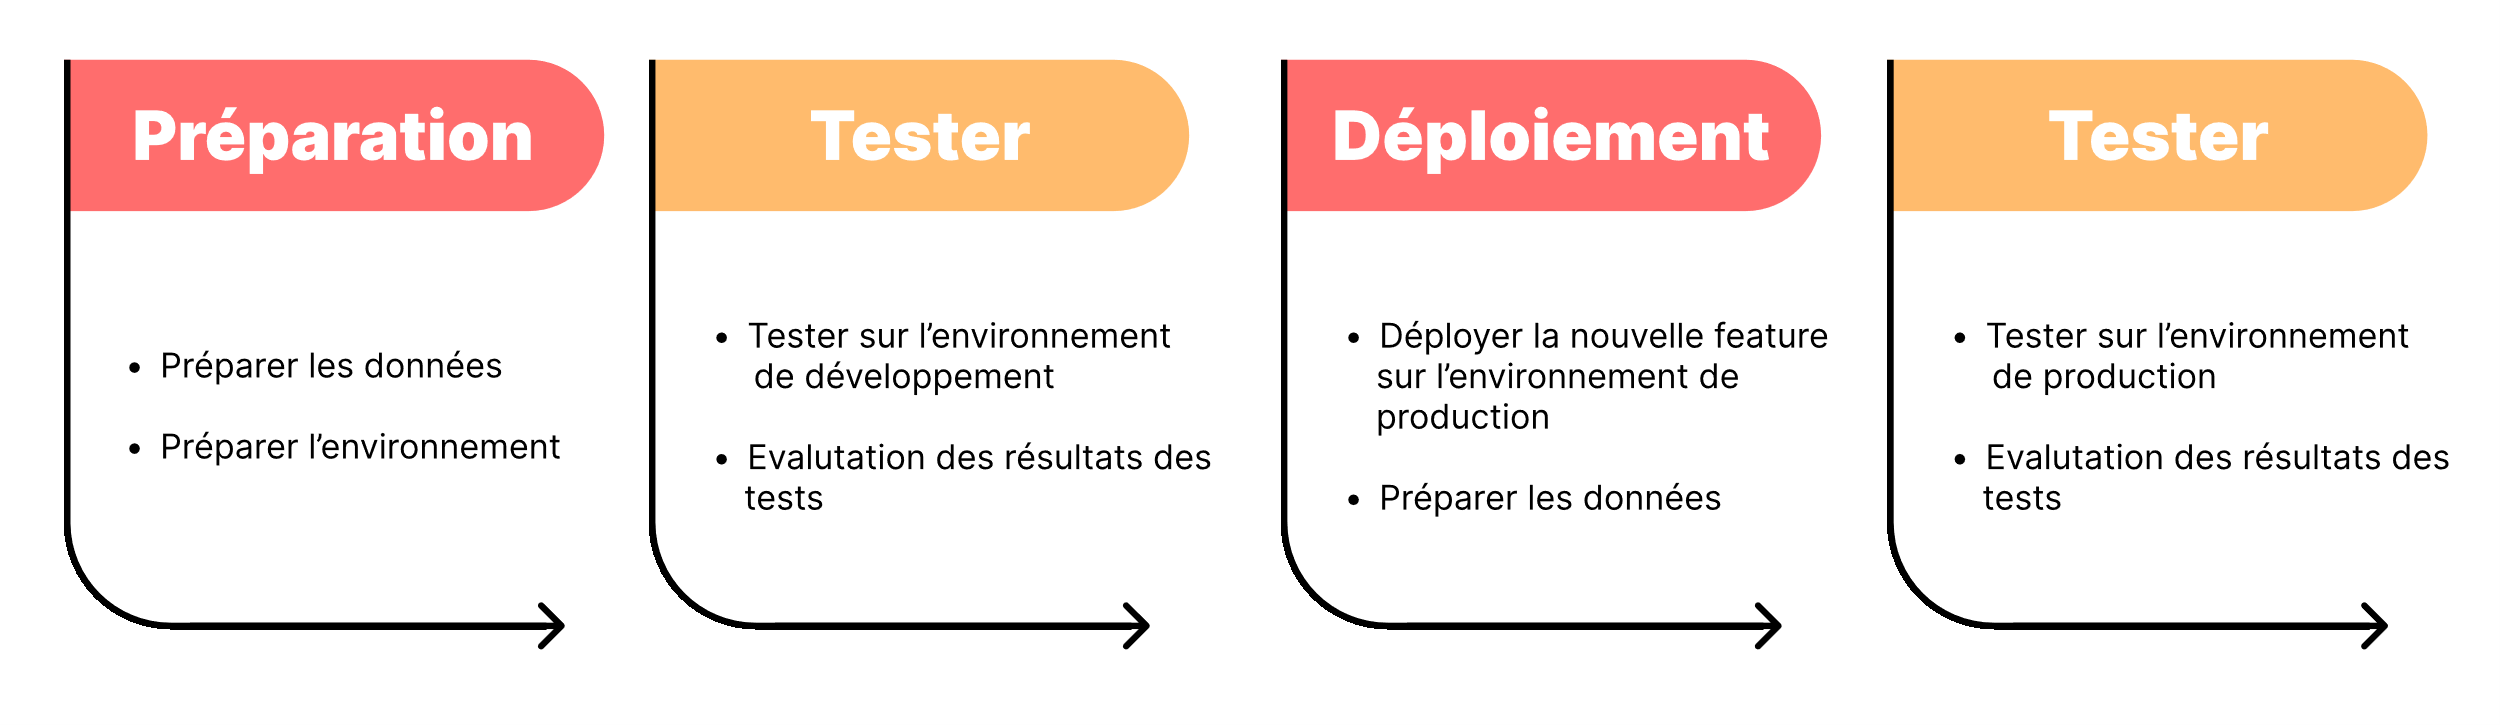 Préparation
• Préparer les données
• Préparer l’environnement
Tester
• Tester sur l’environnement
de développement
• Evaluation des résultats des
tests
Déploiement
• Déployer la nouvelle feature
sur l’environnement de
production
• Préparer les données
Tester
• Tester sur l’environnement
de production
• Evaluation des résultats des
tests